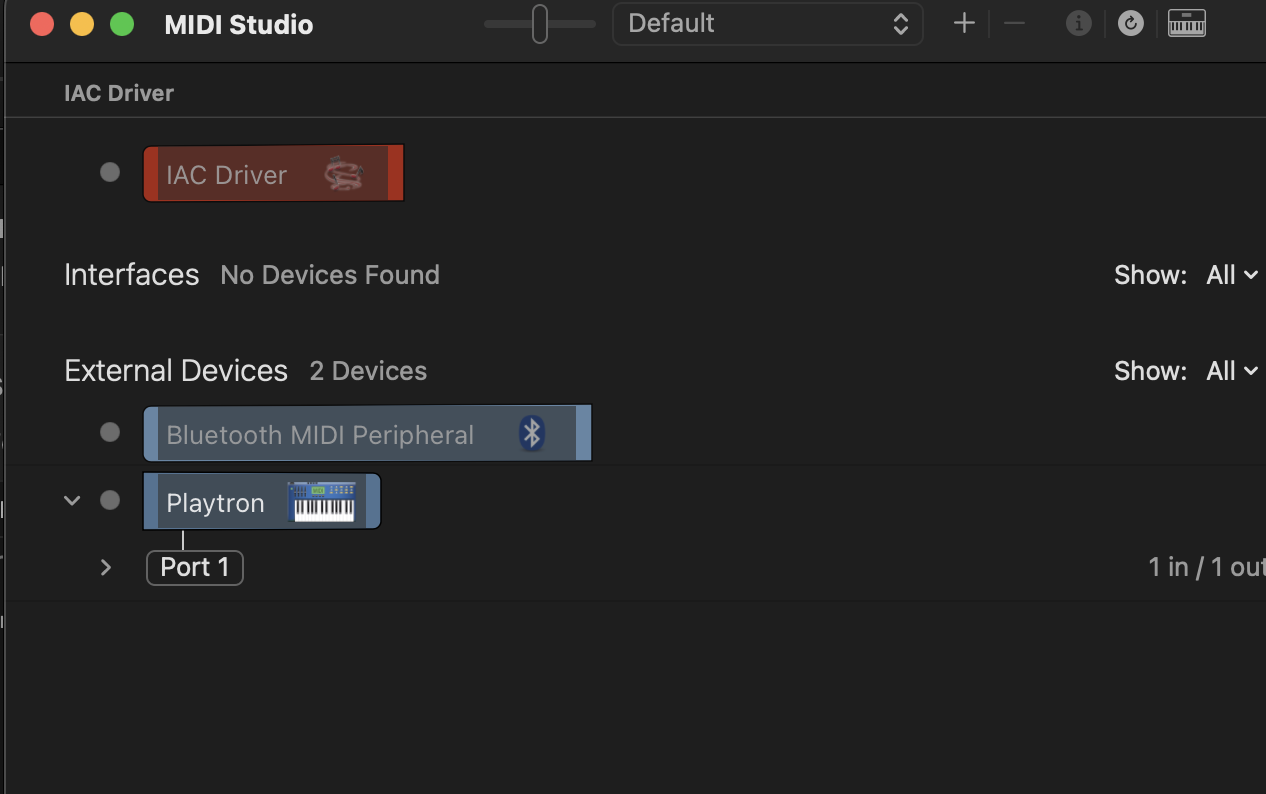 MIDI Studio
Default
IAC Driver
IAC Driver
Interfaces No Devices Found Show: All
External Devices 2 Devices Show: All
Bluetooth MIDI Peripheral
Playtron
Port 1 1 in / 1 out